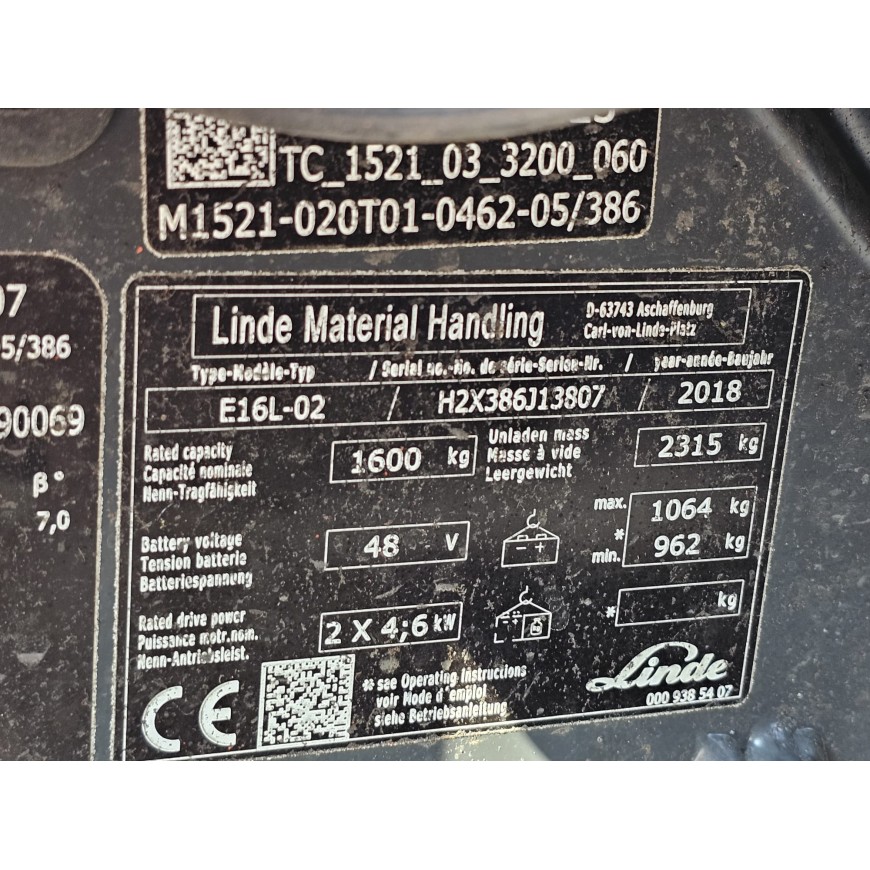 TC_1521_03_3200_060
M1521-020T01-0462-05/386
07
5/386
90069
β°
7,0
Linde Material Handling
D-63743 Aschaffenburg
Carl-von-Linde-Platz
Type-Modèle-Typ / Serial no.-No. de série-Serien-Nr. / year-année-Baujahr
E16L-02 / H2X386J13807 / 2018
Rated capacity
Capacité nominale
Nenn-Tragfähigkeit
1600 kg
Unladen mass
Masse à vide
Leergewicht
2315 kg
Battery voltage
Tension batterie
Batteriespannung
48 V
- +
max. 1064 kg
*
min. 962 kg
Rated drive power
Puissance motr.nom.
Nenn-Antriebsleist.
2 X 4;6 kW
* kg
CE
* see Operating Instructions
voir Mode d'emploi
siehe Betriebsanleitung
Linde
000 938 54 07